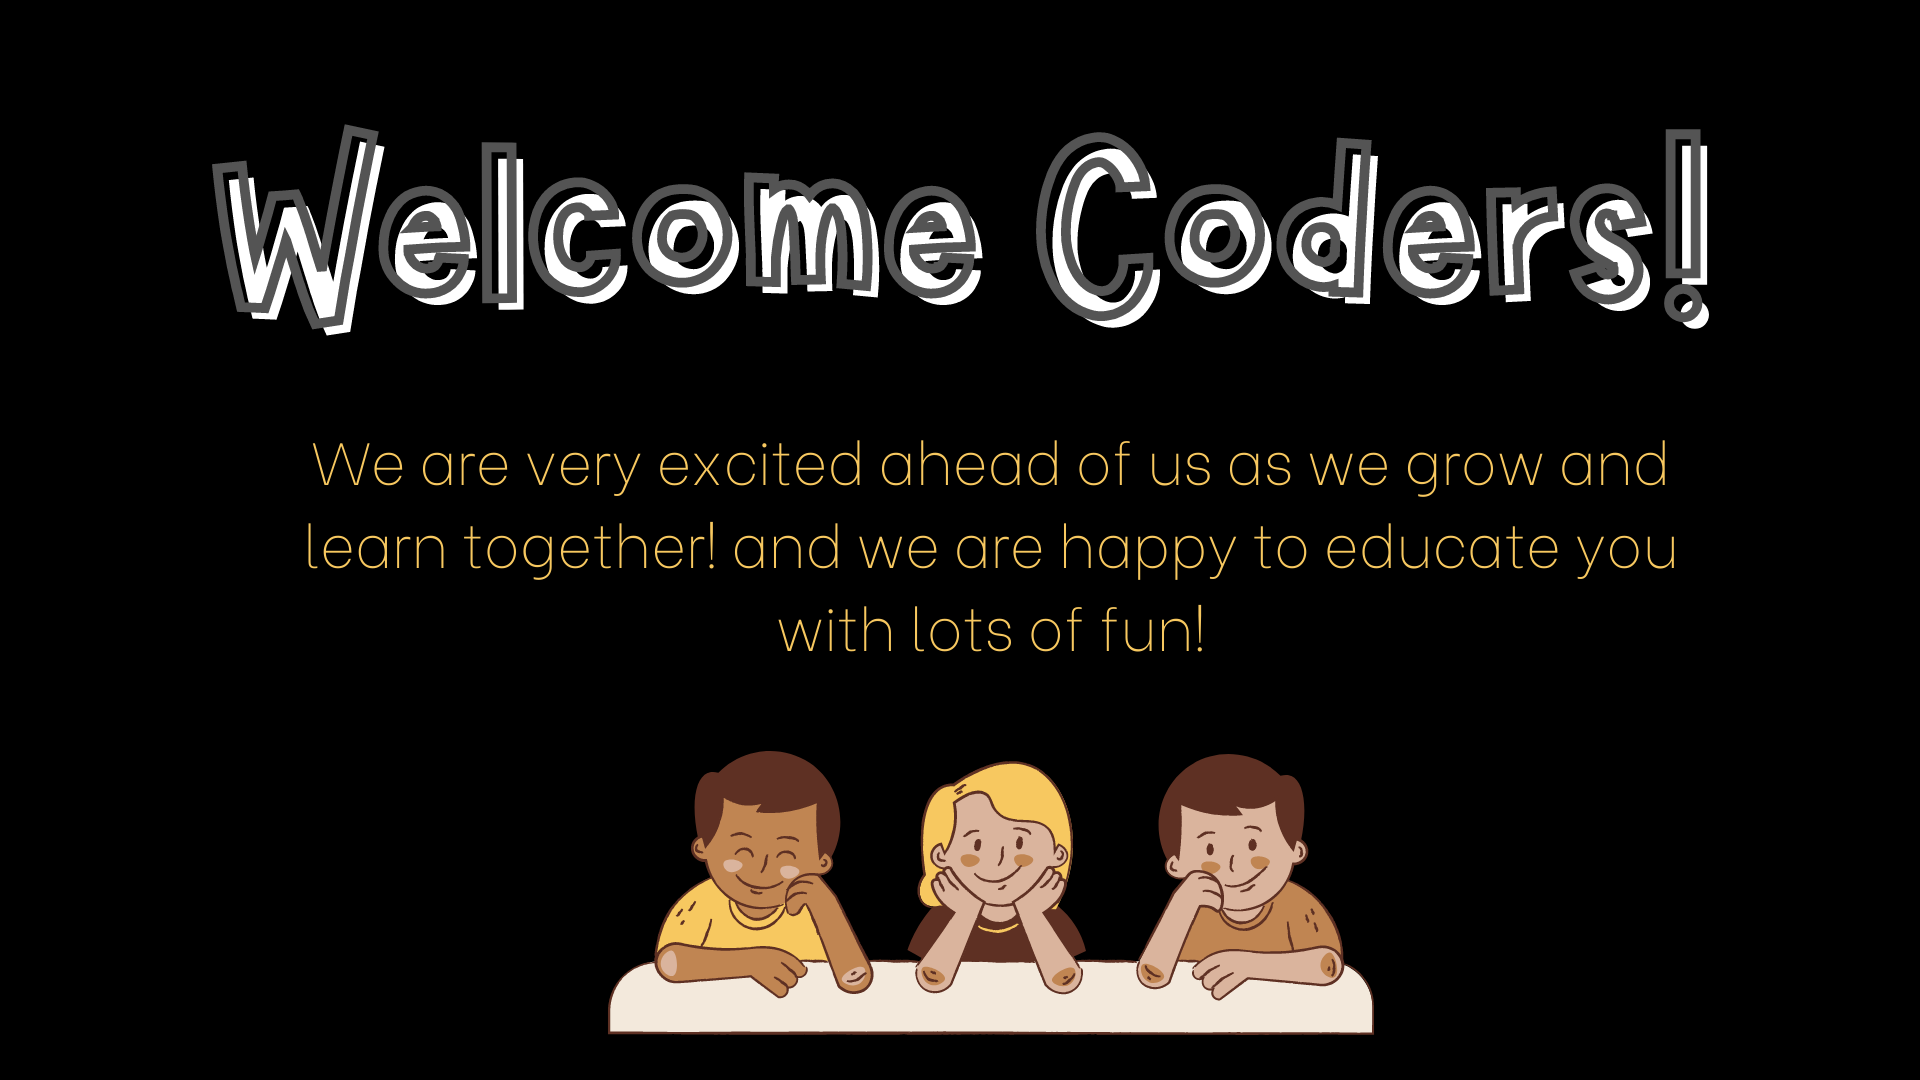 Welcome Coders!
We are very excited ahead of us as we grow and
learn together! and we are happy to educate you
with lots of fun!